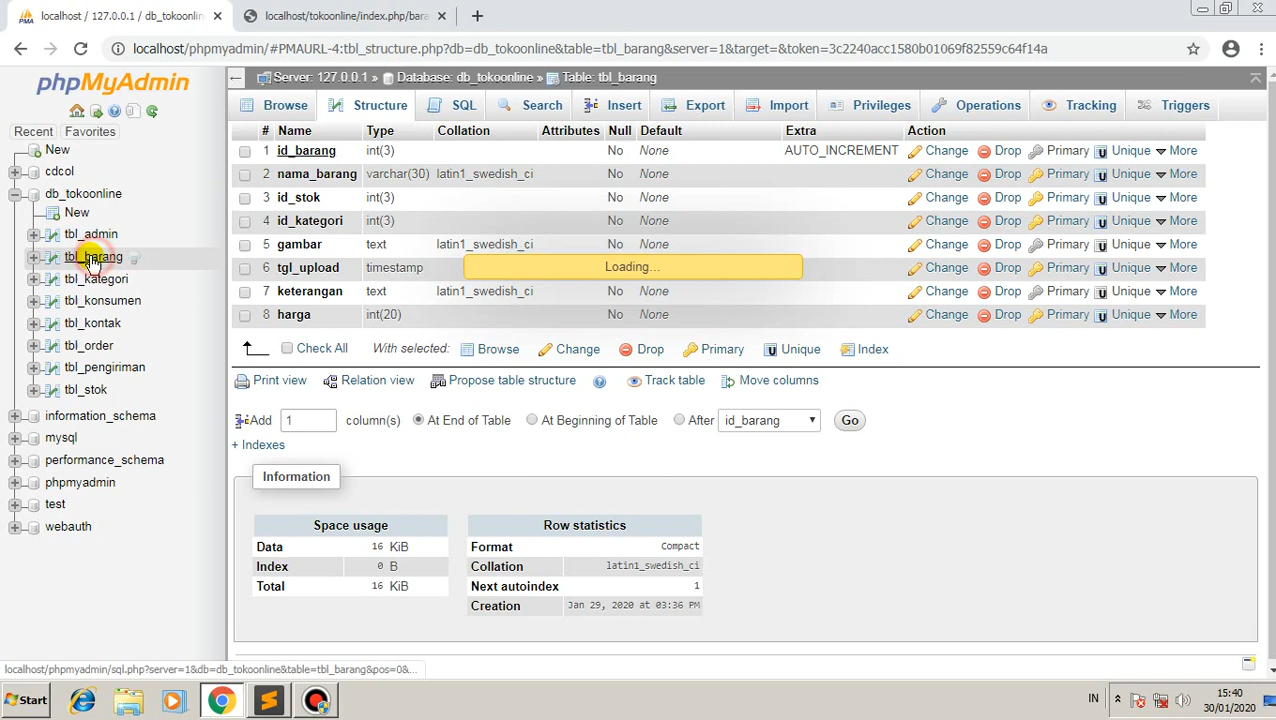 localhost / 127.0.0.1 / db_tokoonlin
localhost/tokoonline/index.php/bara
localhost/phpmyadmin/#PMAURL-4:tbl_structure.php?db=db_tokoonline&table=tbl_barang&server=1&target=&token=3c2240acc1580b01069f82559c64f14a
phpMyAdmin
Recent Favorites
New
cdcol
db_tokoonline
New
tbl_admin
tbl_barang
tbl_kategori
tbl_konsumen
tbl_kontak
tbl_order
tbl_pengiriman
tbl_stok
information_schema
mysql
performance_schema
phpmyadmin
test
webauth
Server: 127.0.0.1 » Database: db_tokoonline » Table: tbl_barang
Browse Structure SQL Search Insert Export Import Privileges Operations Tracking Triggers
# Name Type Collation Attributes Null Default Extra Action
1 id_barang int(3) No None AUTO_INCREMENT Change Drop Primary Unique More
2 nama_barang varchar(30) latin1_swedish_ci No None Change Drop Primary Unique More
3 id_stok int(3) No None Change Drop Primary Unique More
4 id_kategori int(3) No None Change Drop Primary Unique More
5 gambar text latin1_swedish_ci No None Change Drop Primary Unique More
6 tgl_upload timestamp No None Change Drop Primary Unique More
Loading...
7 keterangan text latin1_swedish_ci No None Change Drop Primary Unique More
8 harga int(20) No None Change Drop Primary Unique More
Check All With selected: Browse Change Drop Primary Unique Index
Print view Relation view Propose table structure Track table Move columns
Add 1 column(s) At End of Table At Beginning of Table After id_barang Go
+ Indexes
Information
Space usage
Data 16 KiB
Index 0 B
Total 16 KiB
Row statistics
Format Compact
Collation latin1_swedish_ci
Next autoindex 1
Creation Jan 29, 2020 at 03:36 PM
localhost/phpmyadmin/sql.php?server=1&db=db_tokoonline&table=tbl_barang&pos=0&...
Start
IN
15:40
30/01/2020